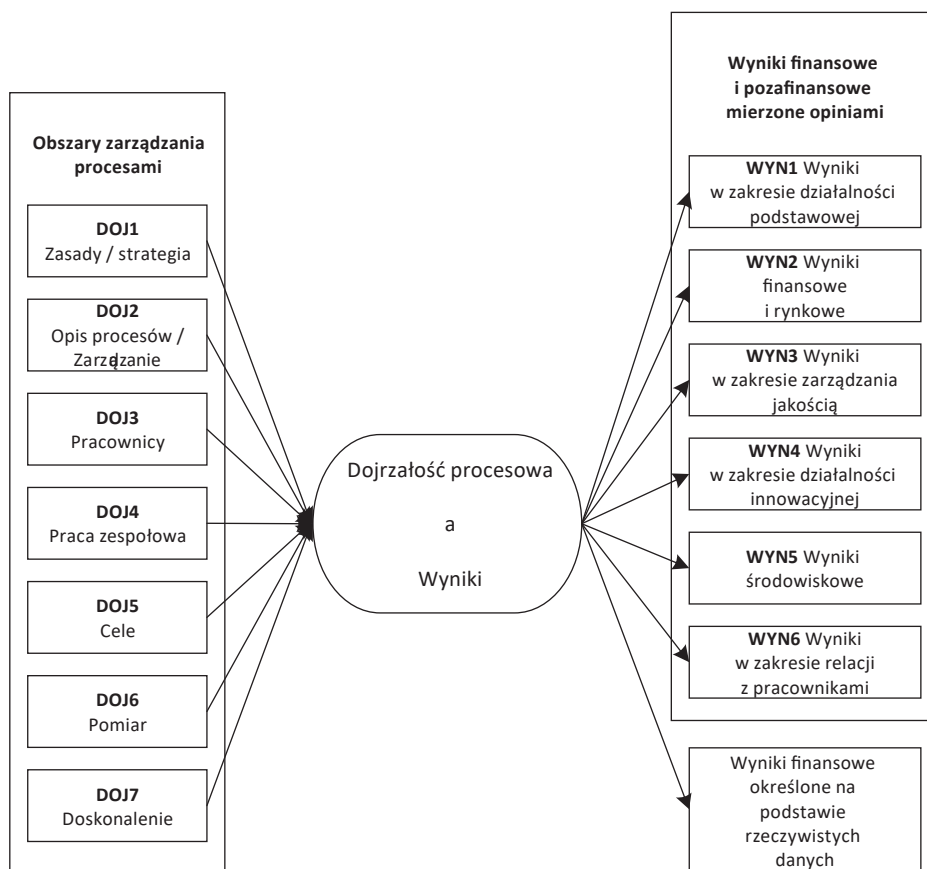 Obszary zarządzania
procesami
DOJ1
Zasady / strategia
DOJ2
Opis procesów /
Zarządzanie
DOJ3
Pracownicy
DOJ4
Praca zespołowa
DOJ5
Cele
DOJ6
Pomiar
DOJ7
Doskonalenie
Dojrzałość procesowa
a
Wyniki
Wyniki finansowe
i pozafinansowe
mierzone opiniami
WYN1 Wyniki
w zakresie działalności
podstawowej
WYN2 Wyniki
finansowe
i rynkowe
WYN3 Wyniki
w zakresie zarządzania
jakością
WYN4 Wyniki
w zakresie działalności
innowacyjnej
WYN5 Wyniki
środowiskowe
WYN6 Wyniki
w zakresie relacji
z pracownikami
Wyniki finansowe
określone na
podstawie
rzeczywistych
danych